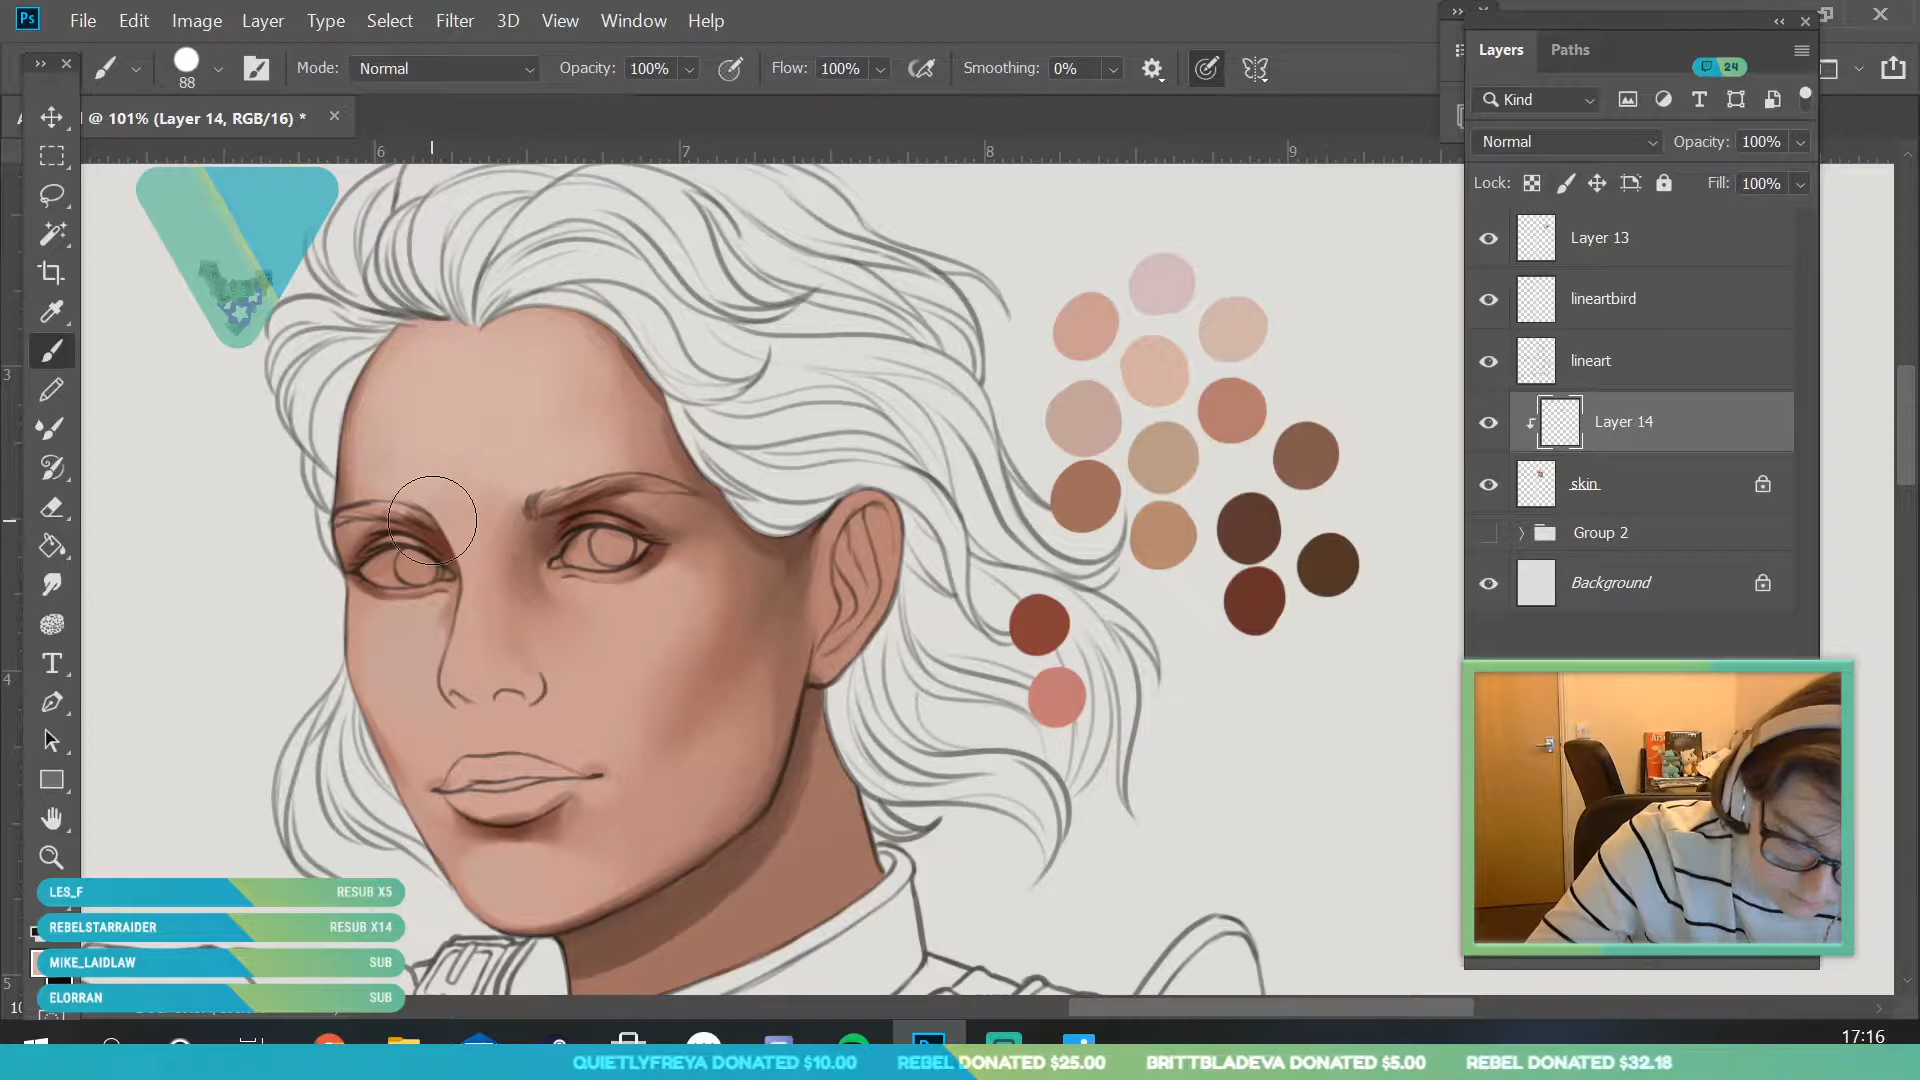 Ps File Edit Image Layer Type Select Filter 3D View Window Help
88 Mode: Normal Opacity: 100% Flow: 100% Smoothing: 0%
@ 101% (Layer 14, RGB/16) *
6 7 8 9
3
4
5
Layers Paths
24
Kind
Normal Opacity: 100%
Lock: Fill: 100%
Layer 13
lineartbird
lineart
Layer 14
skin
Group 2
Background
LES_F RESUB X5
REBELSTARRAIDER RESUB X14
MIKE_LAIDLAW SUB
ELORRAN SUB
17:16
QUIETLYFREYA DONATED $10.00 REBEL DONATED $25.00 BRITTBLADEVA DONATED $5.00 REBEL DONATED $32.18